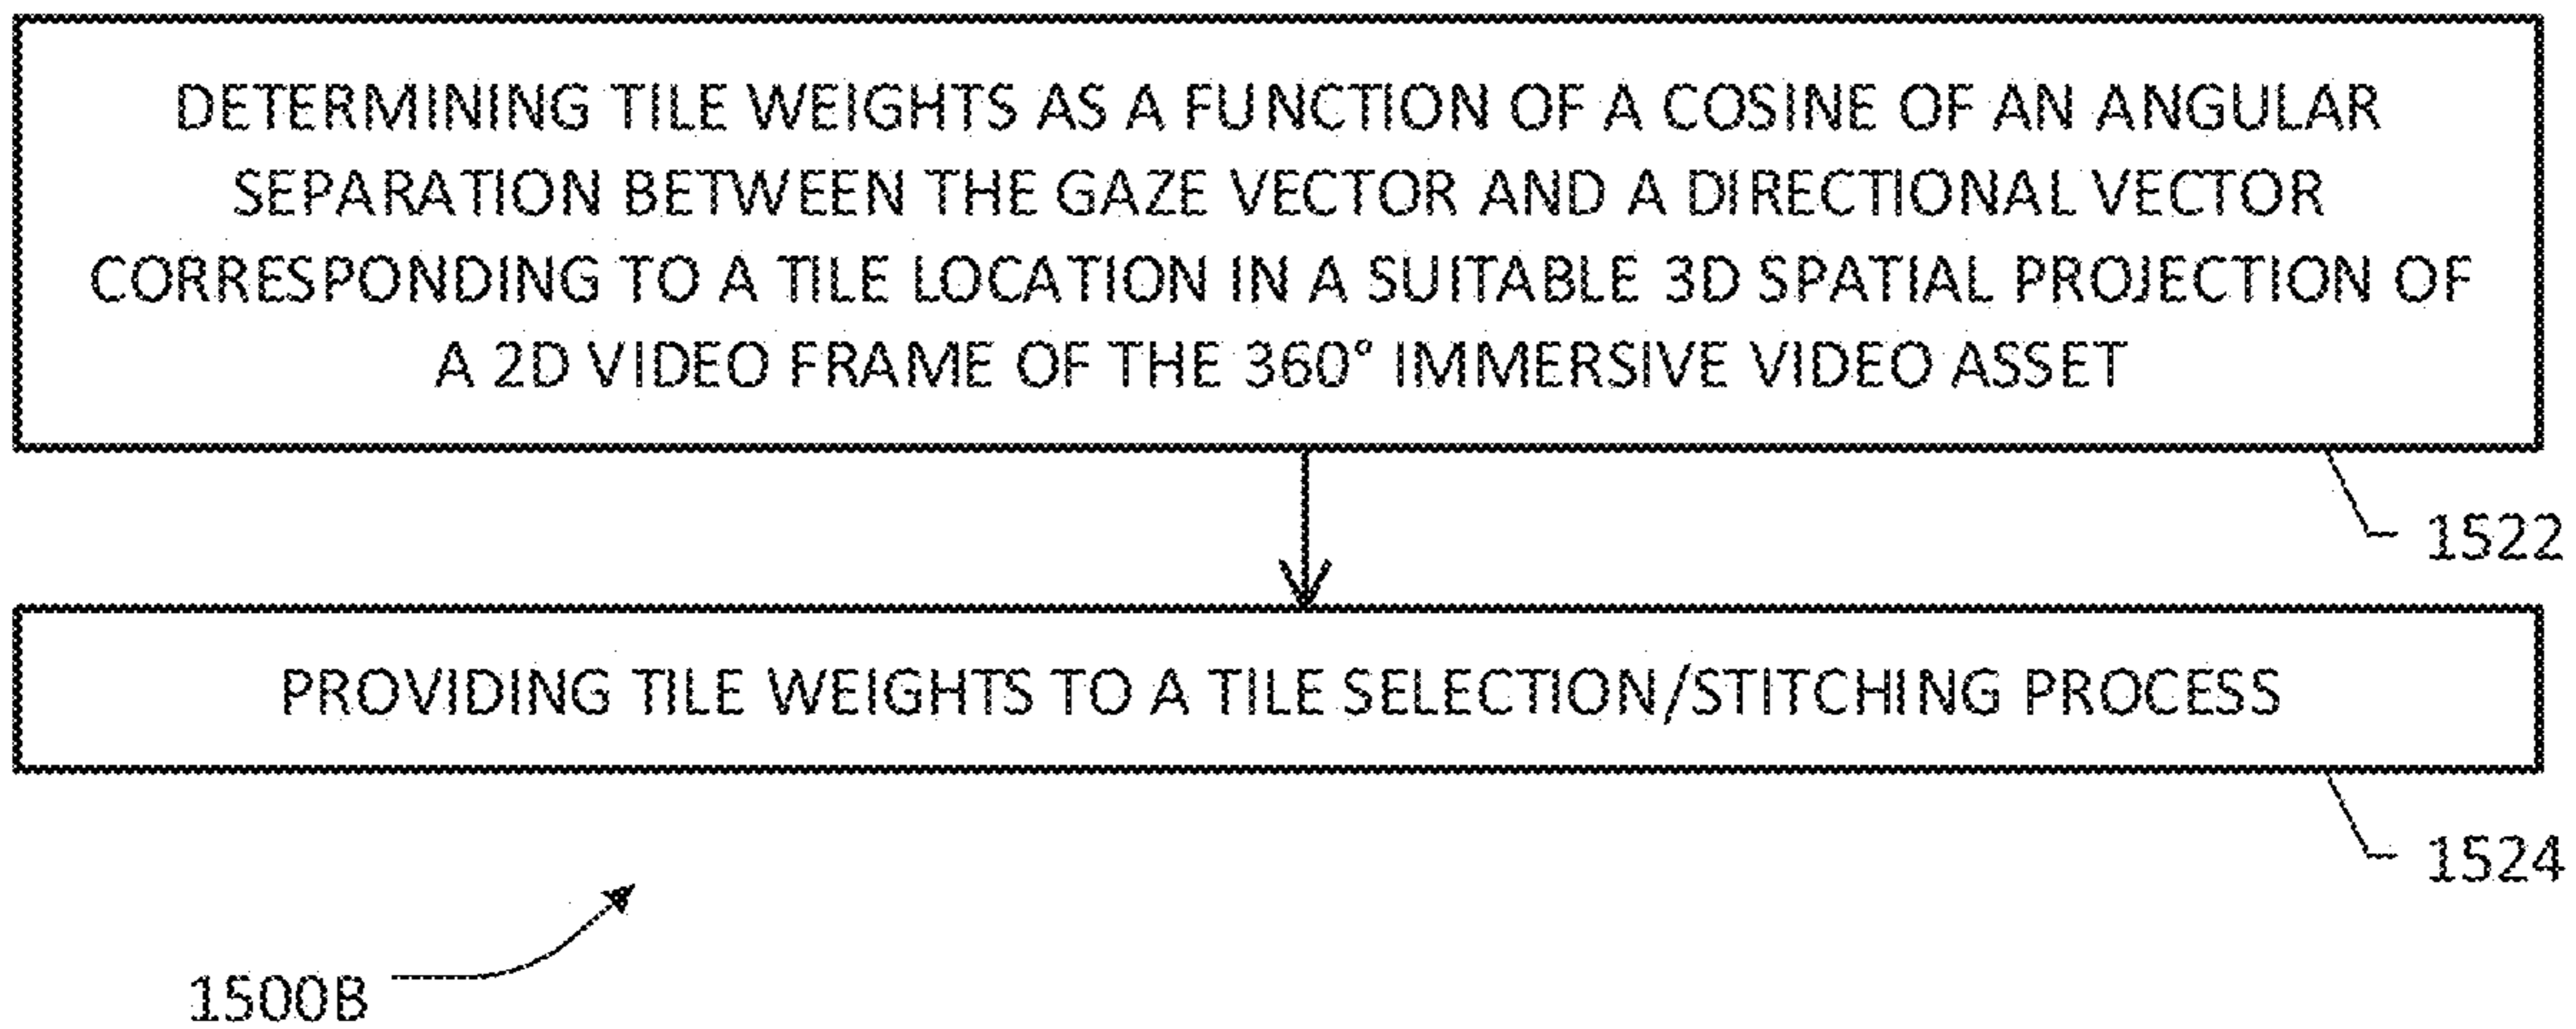 DETERMINING TILE WEIGHTS AS A FUNCTION OF A COSINE OF AN ANGULAR
SEPARATION BETWEEN THE GAZE VECTOR AND A DIRECTIONAL VECTOR
CORRESPONDING TO A TILE LOCATION IN A SUITABLE 3D SPATIAL PROJECTION OF
A 2D VIDEO FRAME OF THE 360° IMMERSIVE VIDEO ASSET
1522
PROVIDING TILE WEIGHTS TO A TILE SELECTION/STITCHING PROCESS
1524
1500B